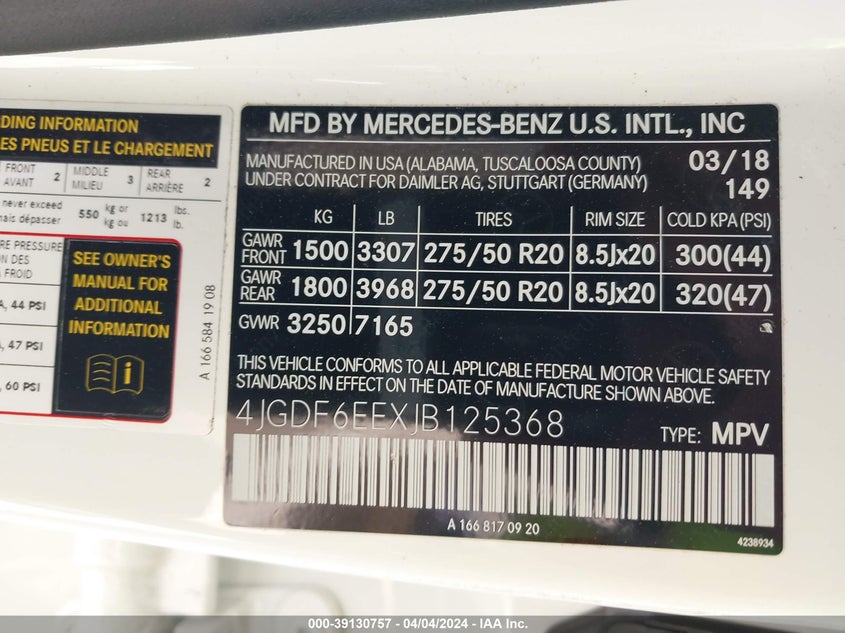 DING INFORMATION
ES PNEUS ET LE CHARGEMENT
FRONT AVANT 2 MIDDLE MILIEU 3 REAR ARRIÈRE 2
never exceed
mais dépasser 550 kg or kg ou 1213 lbs. lb.
RE PRESSURE
ON DES
À FROID
A, 44 PSI
A, 47 PSI
, 60 PSI
SEE OWNER'S
MANUAL FOR
ADDITIONAL
INFORMATION
A 166 584 19 08
MFD BY MERCEDES-BENZ U.S. INTL., INC
MANUFACTURED IN USA (ALABAMA, TUSCALOOSA COUNTY) 03/18
UNDER CONTRACT FOR DAIMLER AG, STUTTGART (GERMANY) 149
KG LB TIRES RIM SIZE COLD KPA (PSI)
GAWR FRONT 1500 3307 275/50 R20 8.5Jx20 300(44)
GAWR REAR 1800 3968 275/50 R20 8.5Jx20 320(47)
GVWR 3250 7165
THIS VEHICLE CONFORMS TO ALL APPLICABLE FEDERAL MOTOR VEHICLE SAFETY
STANDARDS IN EFFECT ON THE DATE OF MANUFACTURE SHOWN ABOVE
4JGDF6EEXJB125368 TYPE: MPV
A 166 817 09 20
4238934
000-39130757 - 04/04/2024 - IAA Inc.